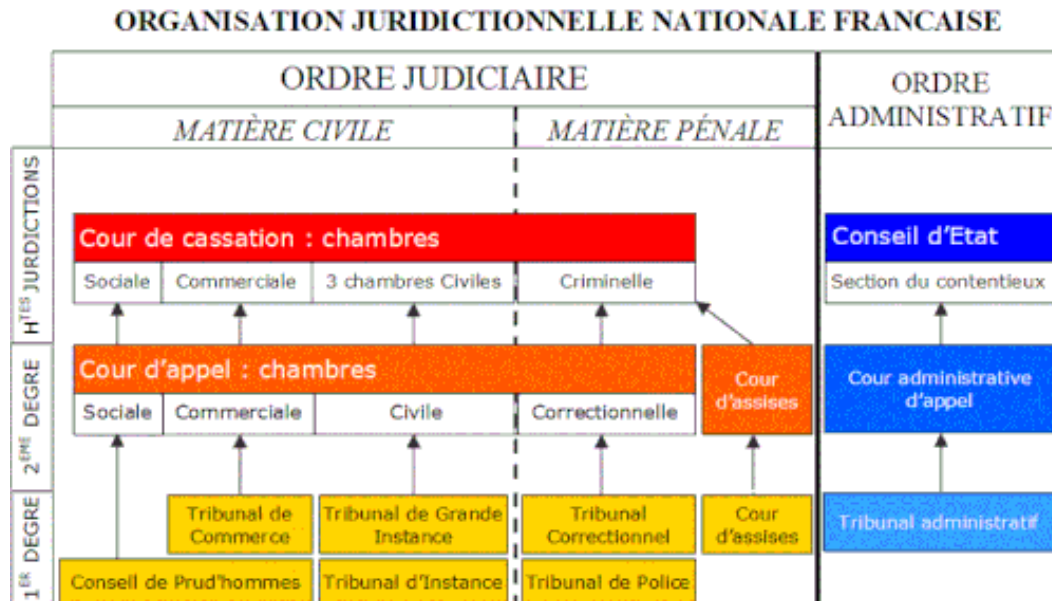 ORGANISATION JURIDICTIONNELLE NATIONALE FRANCAISE
ORDRE JUDICIAIRE
ORDRE
ADMINISTRATIF
MATIÈRE CIVILE
MATIÈRE PÉNALE
HTES JURDICTIONS
Cour de cassation : chambres
Conseil d'Etat
Sociale
Commerciale
3 chambres Civiles
Criminelle
Section du contentieux
2EME DEGRE
Cour d'appel : chambres
Cour
d'assises
Cour administrative
d'appel
Sociale
Commerciale
Civile
Correctionnelle
1ER DEGRE
Tribunal de
Commerce
Tribunal de Grande
Instance
Tribunal
Correctionnel
Cour
d'assises
Tribunal administratif
Conseil de Prud'hommes
Tribunal d'Instance
Tribunal de Police